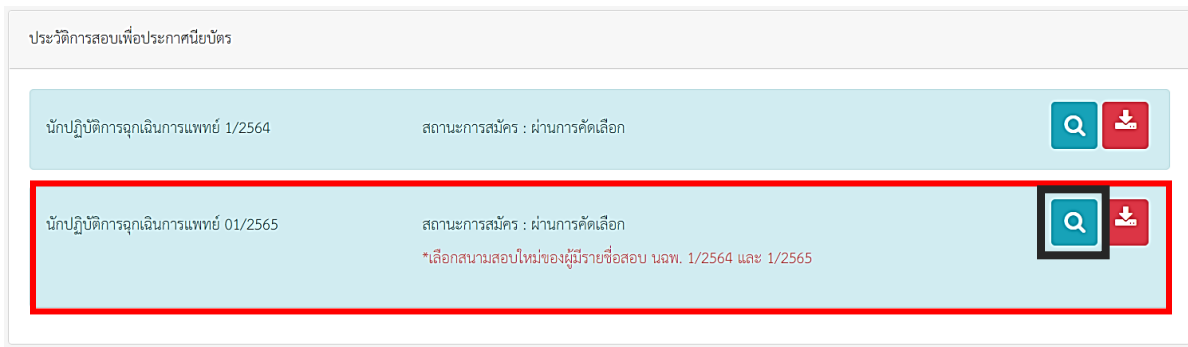 ประวัติการสอบเพื่อประกาศนียบัตร
นักปฏิบัติการฉุกเฉินการแพทย์ 1/2564 สถานะการสมัคร : ผ่านการคัดเลือก
นักปฏิบัติการฉุกเฉินการแพทย์ 01/2565 สถานะการสมัคร : ผ่านการคัดเลือก
*เลือกสนามสอบใหม่ของผู้มีรายชื่อสอบ นฉพ. 1/2564 และ 1/2565